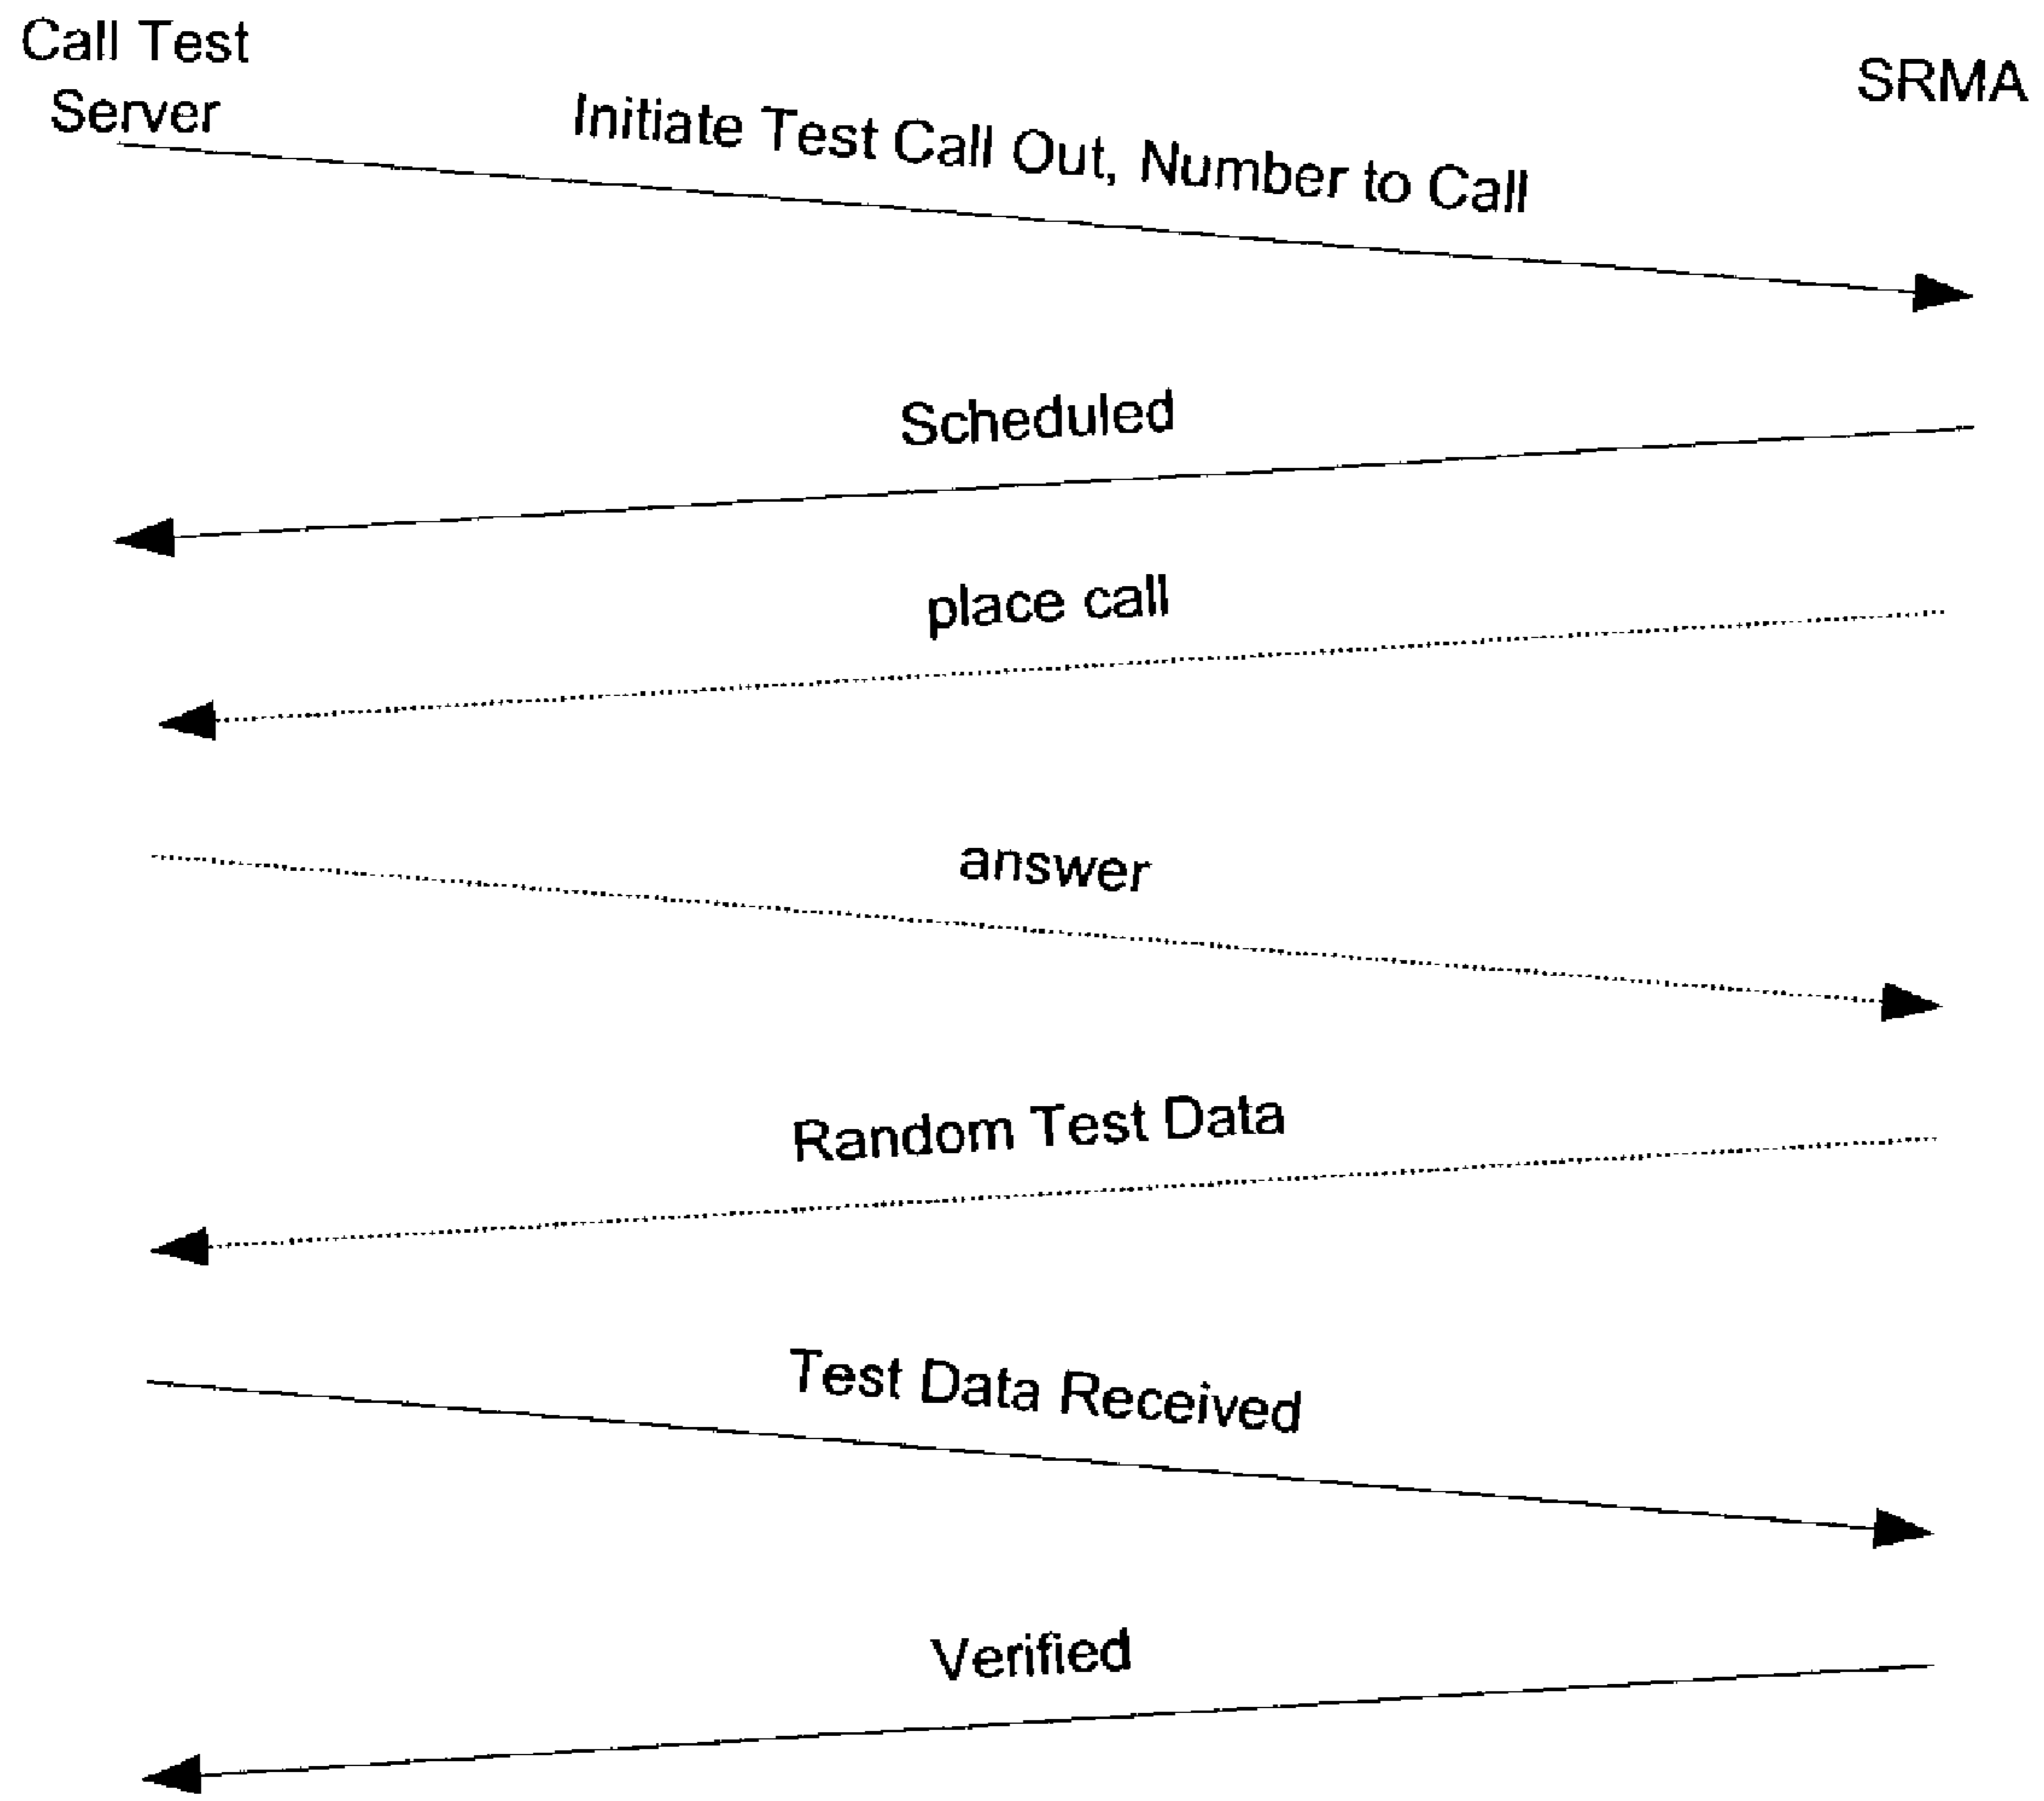 Call Test
Server
SRMA
Initiate Test Call Out, Number to Call
Scheduled
place call
answer
Random Test Data
Test Data Received
Verified